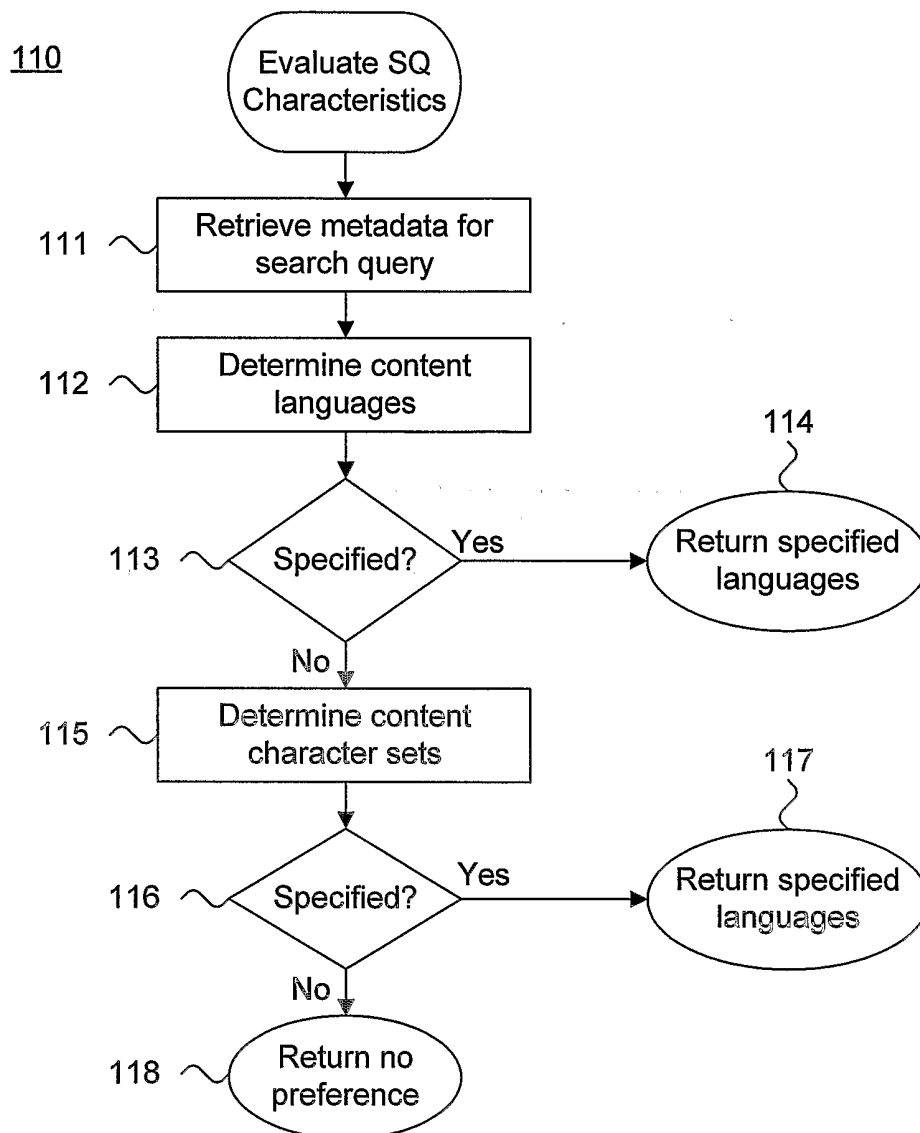 110
Evaluate SQ
Characteristics
111
Retrieve metadata for
search query
112
Determine content
languages
113
Specified?
Yes
114
Return specified
languages
No
115
Determine content
character sets
116
Specified?
Yes
117
Return specified
languages
No
118
Return no
preference